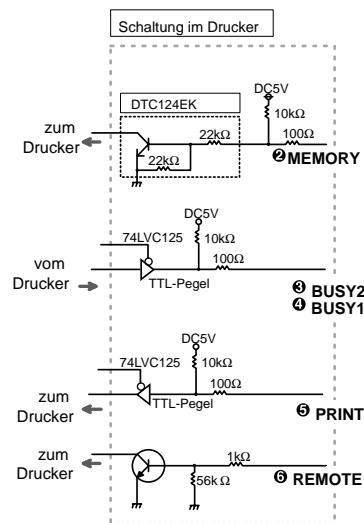 Schaltung im Drucker
DC5V
DTC124EK
10kΩ
zum
Drucker
22kΩ
100Ω
22kΩ
❷MEMORY
DC5V
74LVC125
10kΩ
vom
Drucker
100Ω
TTL-Pegel
❸ BUSY2
❹ BUSY1
DC5V
74LVC125
10kΩ
zum
Drucker
100Ω
TTL-Pegel
❺ PRINT
zum
Drucker
1kΩ
56kΩ
❻ REMOTE